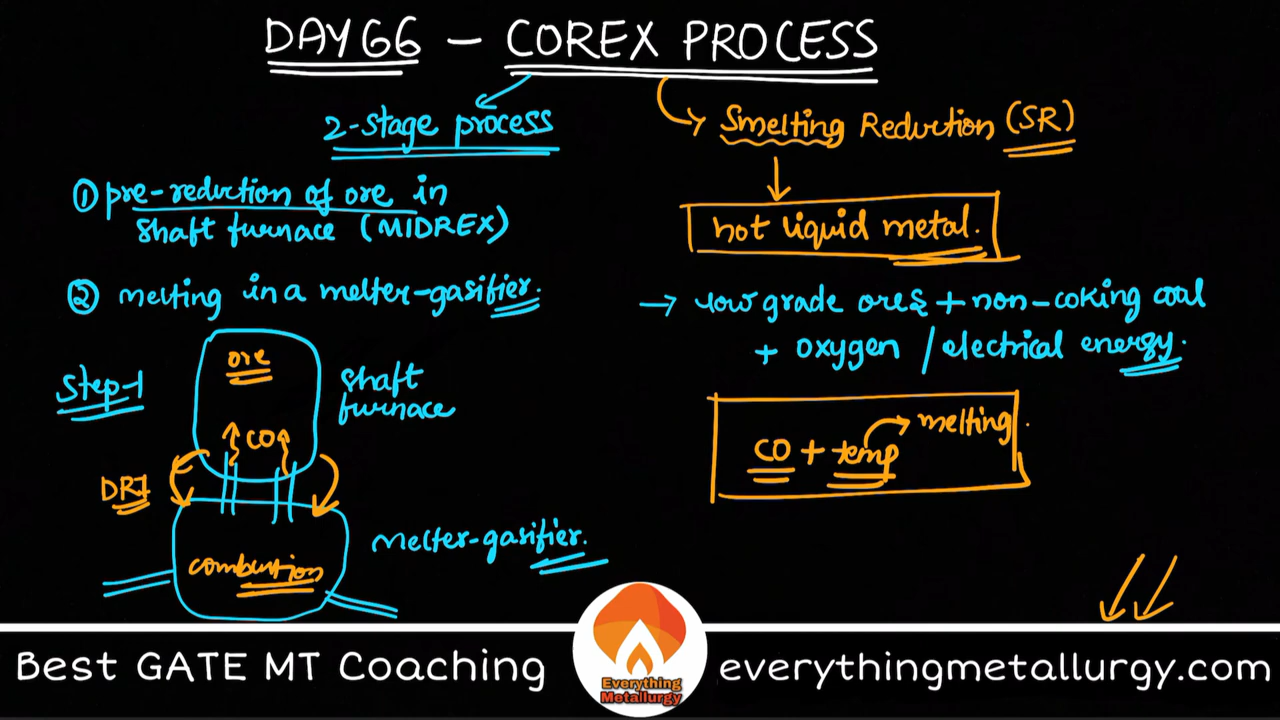 DAY66 – COREX PROCESS
2-stage process
① pre-reduction of ore in
shaft furnace (MIDREX)
② melting in a melter-gasifier.
Smelting Reduction (SR)
hot liquid metal.
→ low grade ores + non-coking coal
+ oxygen / electrical energy.
CO + temp → melting.
Step-1
ore
CO
shaft
furnace
DRI
combustion
melter-gasifier.
Best GATE MT Coaching
Everything
Metallurgy
everythingmetallurgy.com